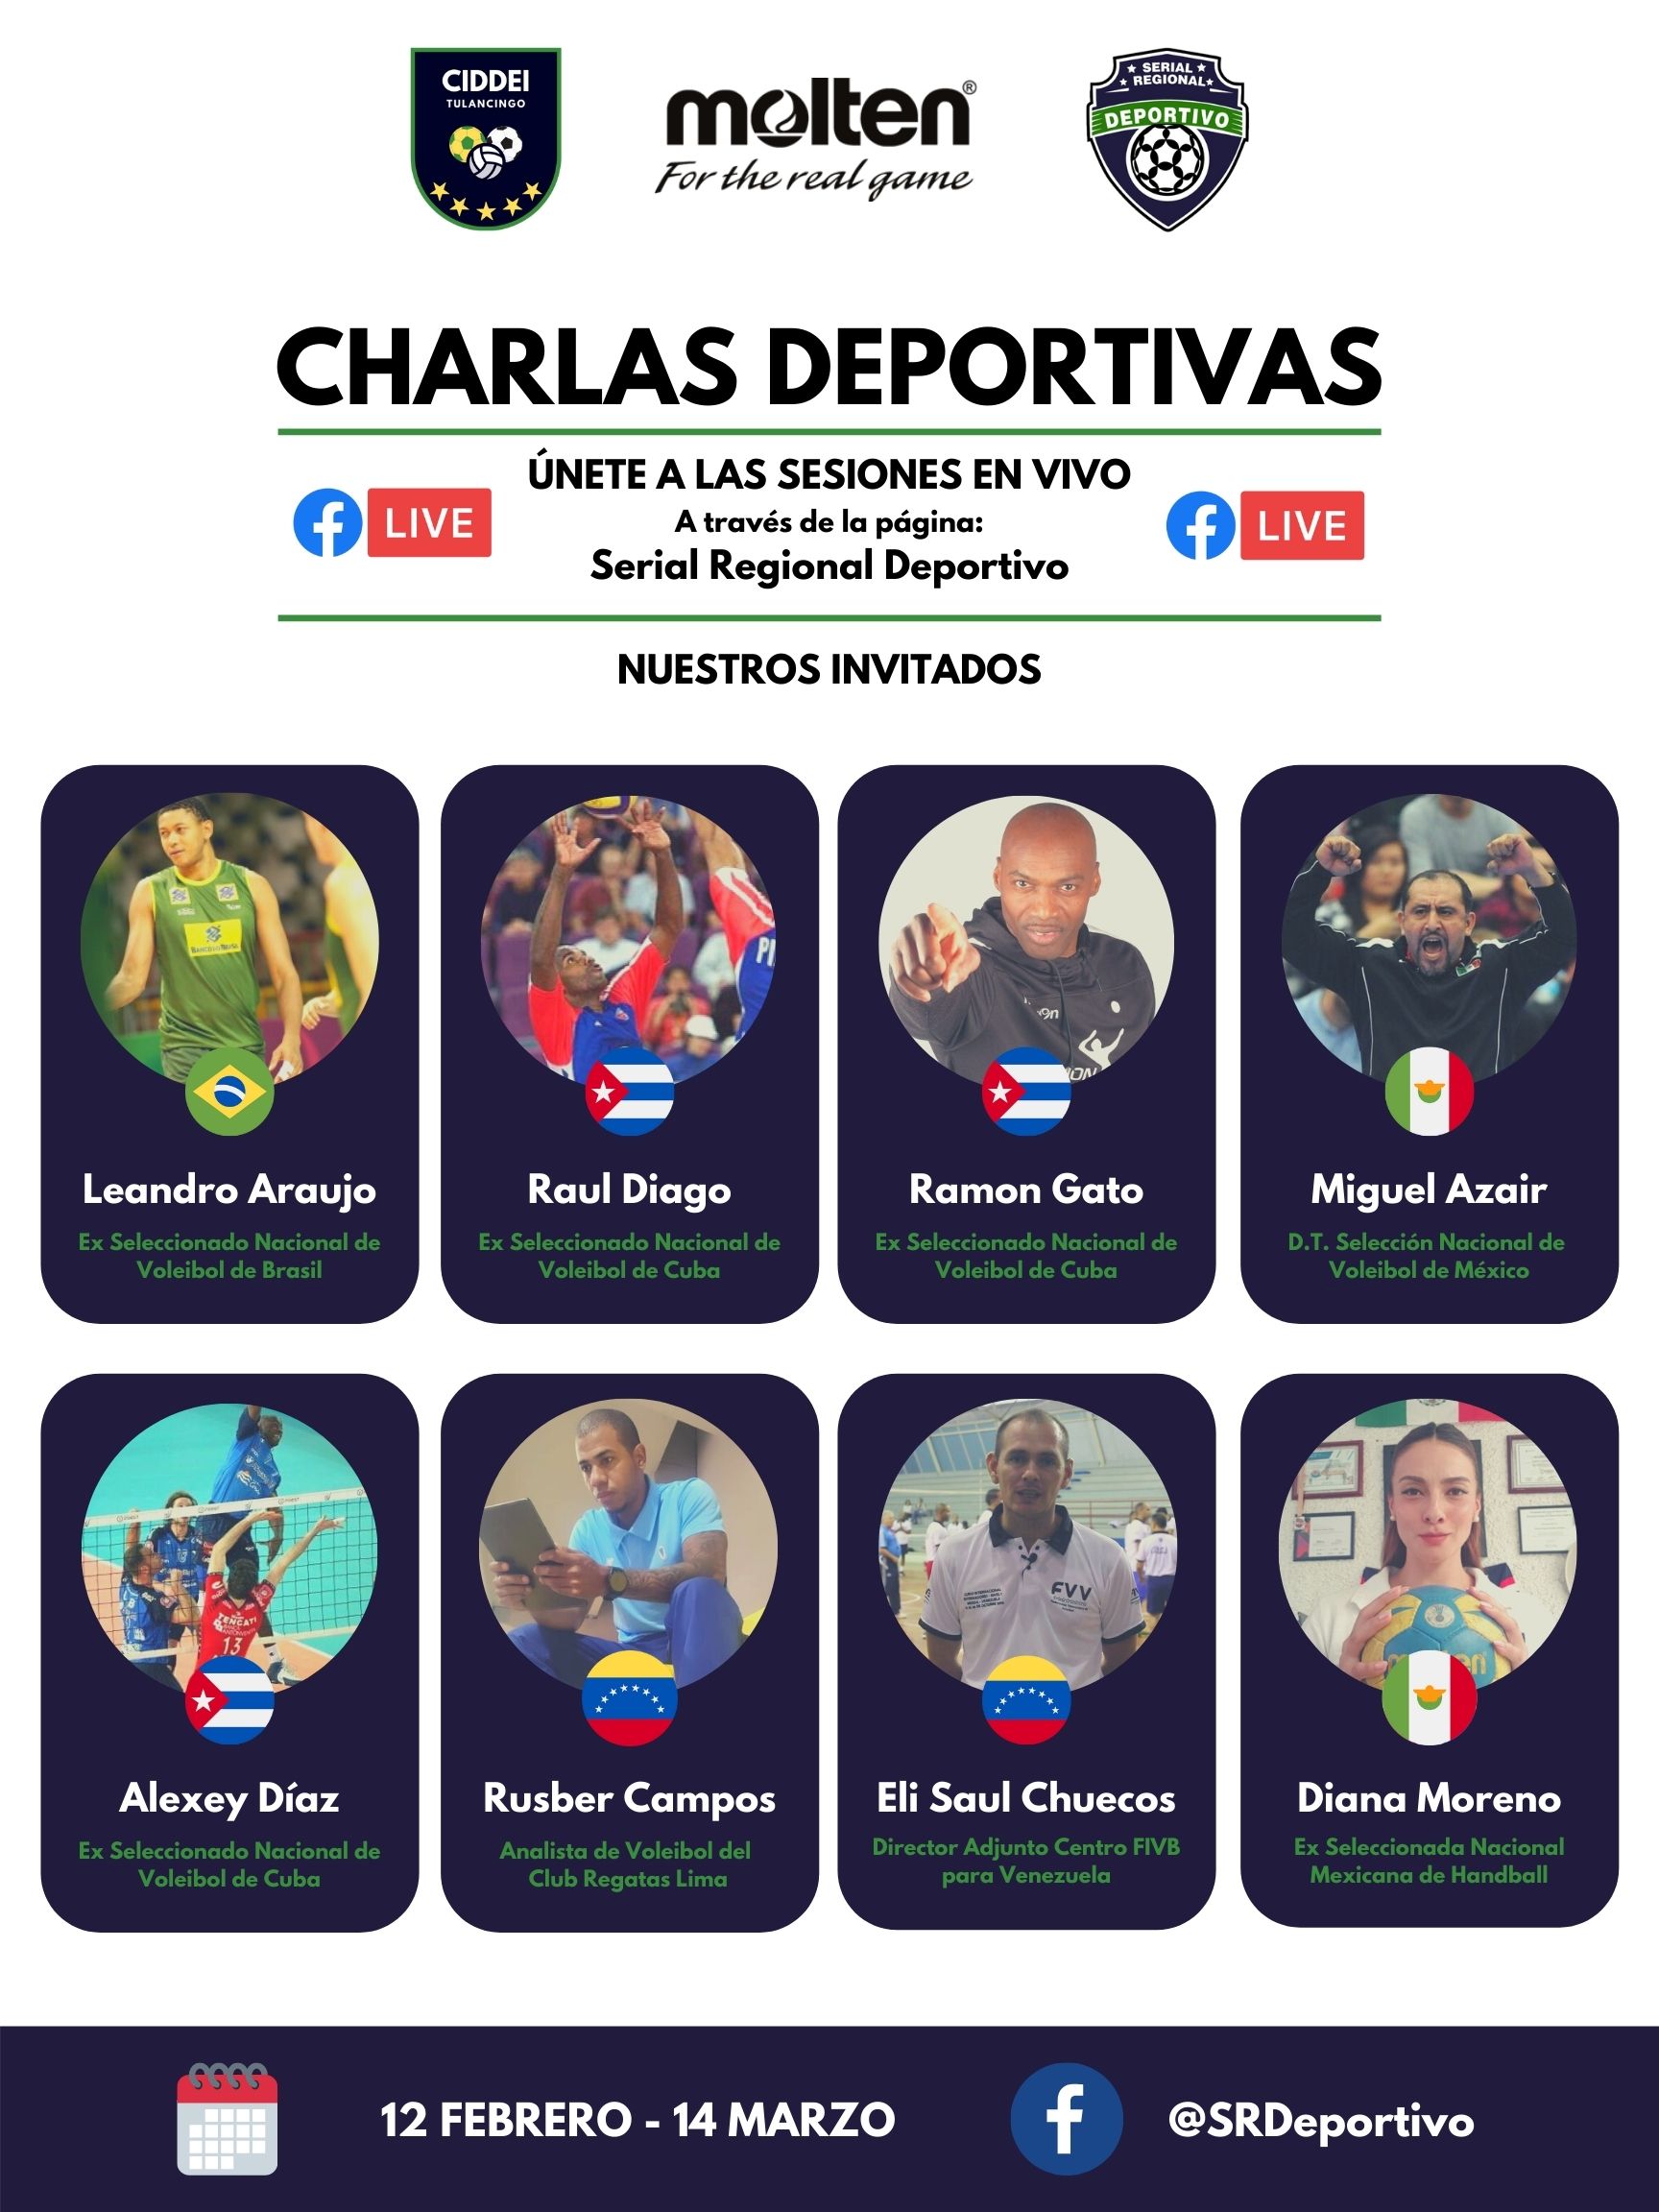 CIDDEI
TULANCINGO
molten®
For the real game
SERIAL
REGIONAL
DEPORTIVO
CHARLAS DEPORTIVAS
ÚNETE A LAS SESIONES EN VIVO
LIVE
A través de la página:
LIVE
Serial Regional Deportivo
NUESTROS INVITADOS
Leandro Araujo
Ex Seleccionado Nacional de
Voleibol de Brasil
Raul Diago
Ex Seleccionado Nacional de
Voleibol de Cuba
Ramon Gato
Ex Seleccionado Nacional de
Voleibol de Cuba
Miguel Azair
D.T. Selección Nacional de
Voleibol de México
TENCATE
13
Alexey Díaz
Ex Seleccionado Nacional de
Voleibol de Cuba
Rusber Campos
Analista de Voleibol del
Club Regatas Lima
FVV
Eli Saul Chuecos
Director Adjunto Centro FIVB
para Venezuela
Diana Moreno
Ex Seleccionada Nacional
Mexicana de Handball
12 FEBRERO - 14 MARZO
@SRDeportivo